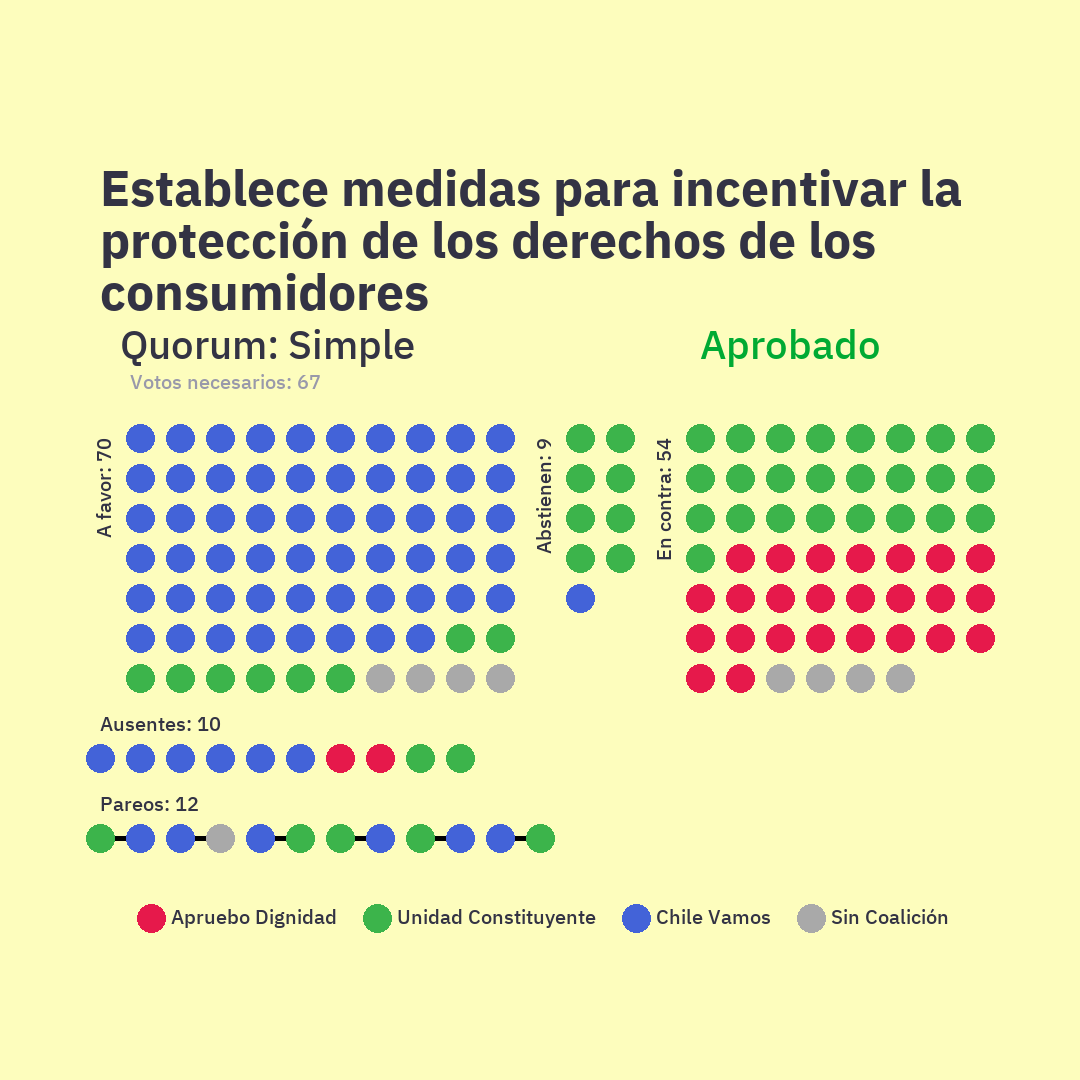 Establece medidas para incentivar la
protección de los derechos de los
consumidores
Quorum: Simple
Aprobado
Votos necesarios: 67
A favor: 70
Abstienen: 9
En contra: 54
Ausentes: 10
Pareos: 12
Apruebo Dignidad
Unidad Constituyente
Chile Vamos
Sin Coalición